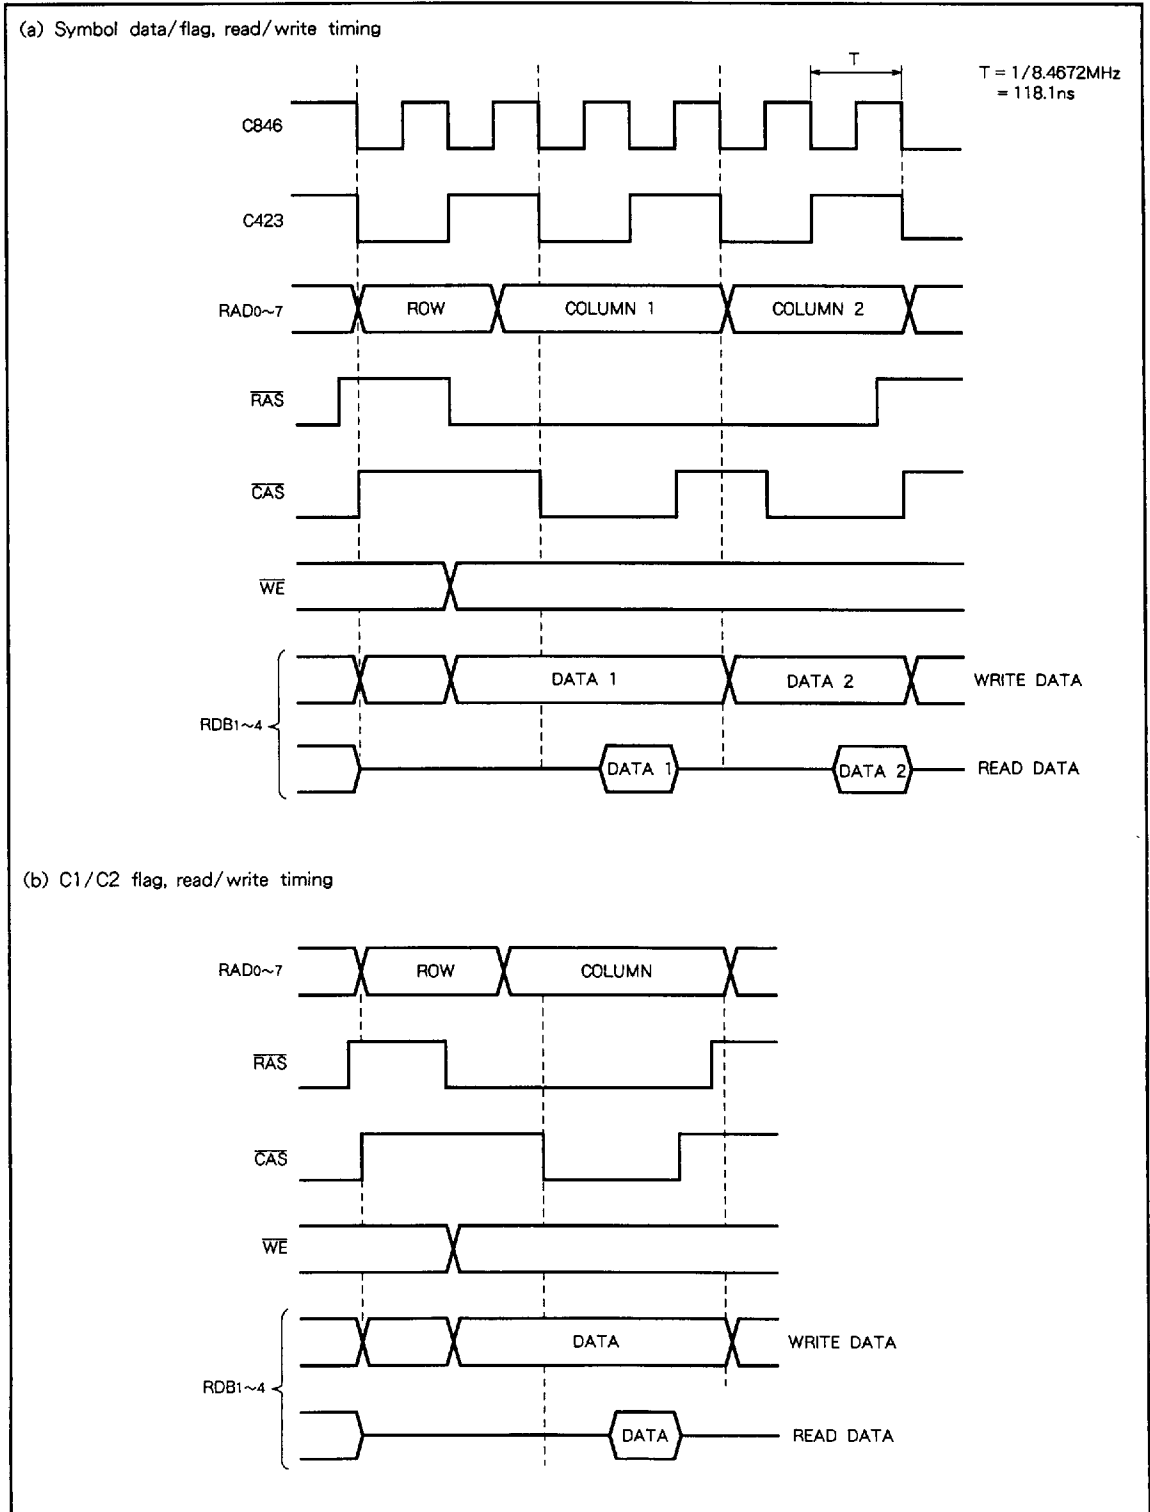 (a) Symbol data/flag, read/write timing
T
T = 1/8.4672MHz
= 118.1ns
C846
C423
RAD0~7
ROW
COLUMN 1
COLUMN 2
RAS
CAS
WE
RDB1~4
DATA 1
DATA 2
WRITE DATA
DATA 1
DATA 2
READ DATA
(b) C1/C2 flag, read/write timing
RAD0~7
ROW
COLUMN
RAS
CAS
WE
RDB1~4
DATA
WRITE DATA
DATA
READ DATA